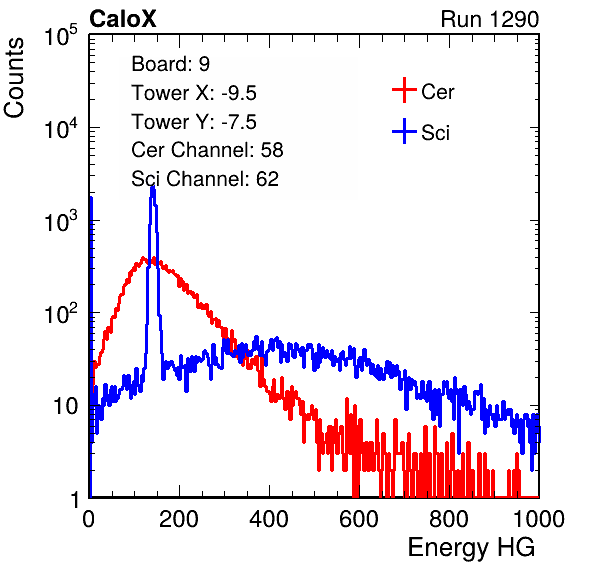 CaloX Run 1290
Counts
Board: 9
Tower X: -9.5
Tower Y: -7.5
Cer Channel: 58
Sci Channel: 62
Cer
Sci
10^5
10^4
10^3
10^2
10
1
0 200 400 600 800 1000
Energy HG